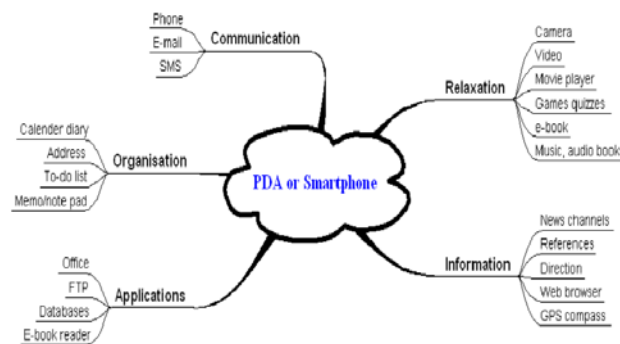 Phone
E-mail
SMS
Communication
Calender diary
Address
To-do list
Memo/note pad
Organisation
Office
FTP
Databases
E-book reader
Applications
PDA or Smartphone
Relaxation
Camera
Video
Movie player
Games quizzes
e-book
Music, audio book
Information
News channels
References
Direction
Web browser
GPS compass